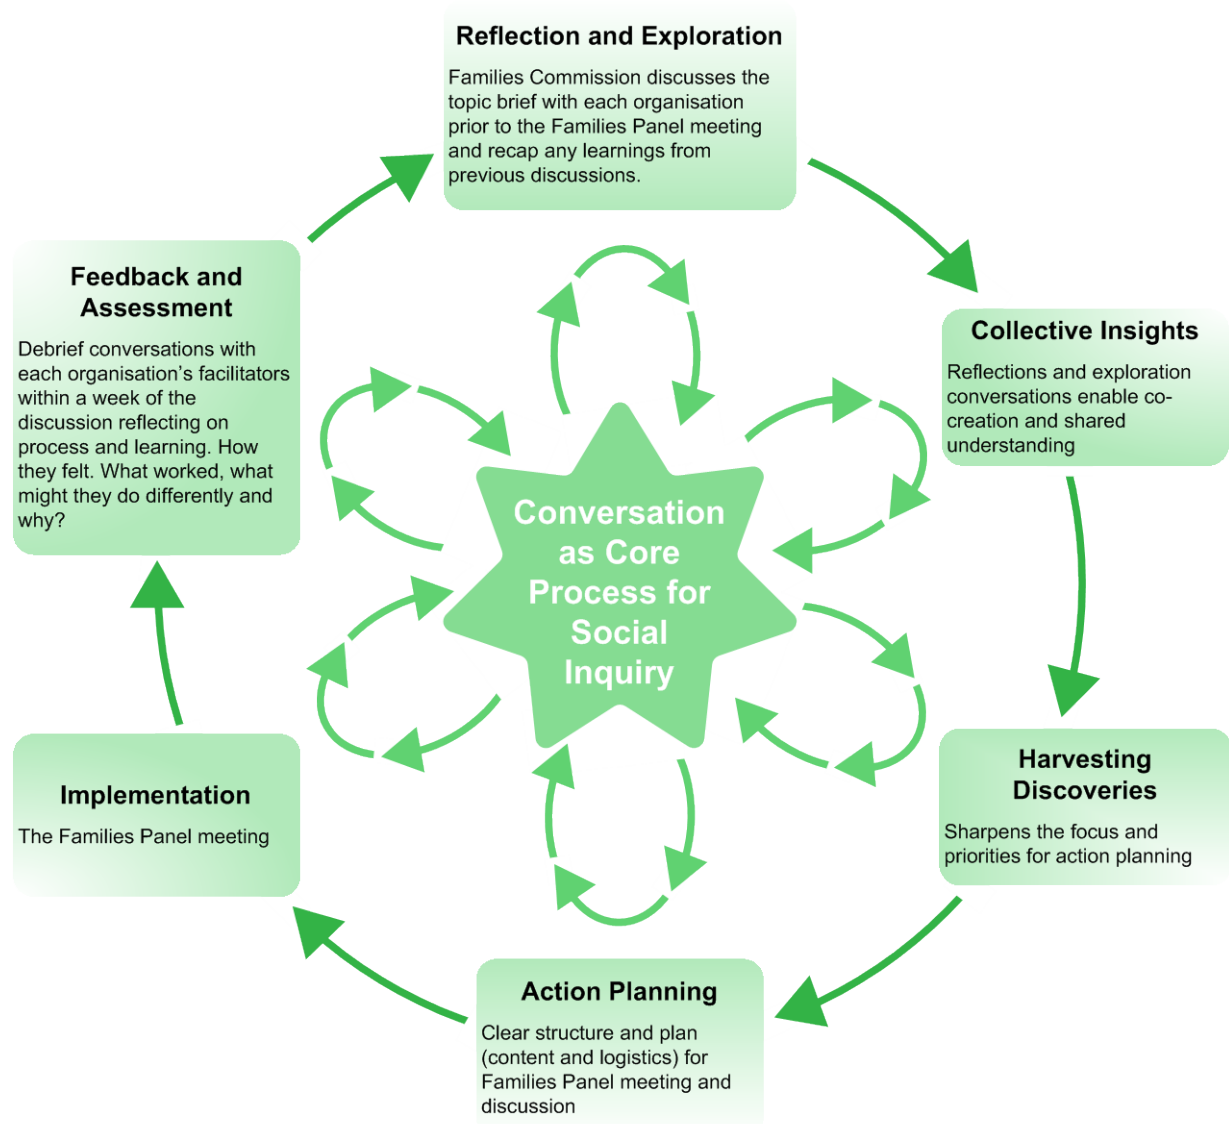 Reflection and Exploration
Families Commission discusses the
topic brief with each organisation
prior to the Families Panel meeting
and recap any learnings from
previous discussions.
Collective Insights
Reflections and exploration
conversations enable co-
creation and shared
understanding
Harvesting
Discoveries
Sharpens the focus and
priorities for action planning
Action Planning
Clear structure and plan
(content and logistics) for
Families Panel meeting and
discussion
Implementation
The Families Panel meeting
Feedback and
Assessment
Debrief conversations with
each organisation’s facilitators
within a week of the
discussion reflecting on
process and learning. How
they felt. What worked, what
might they do differently and
why?
Conversation
as Core
Process for
Social
Inquiry